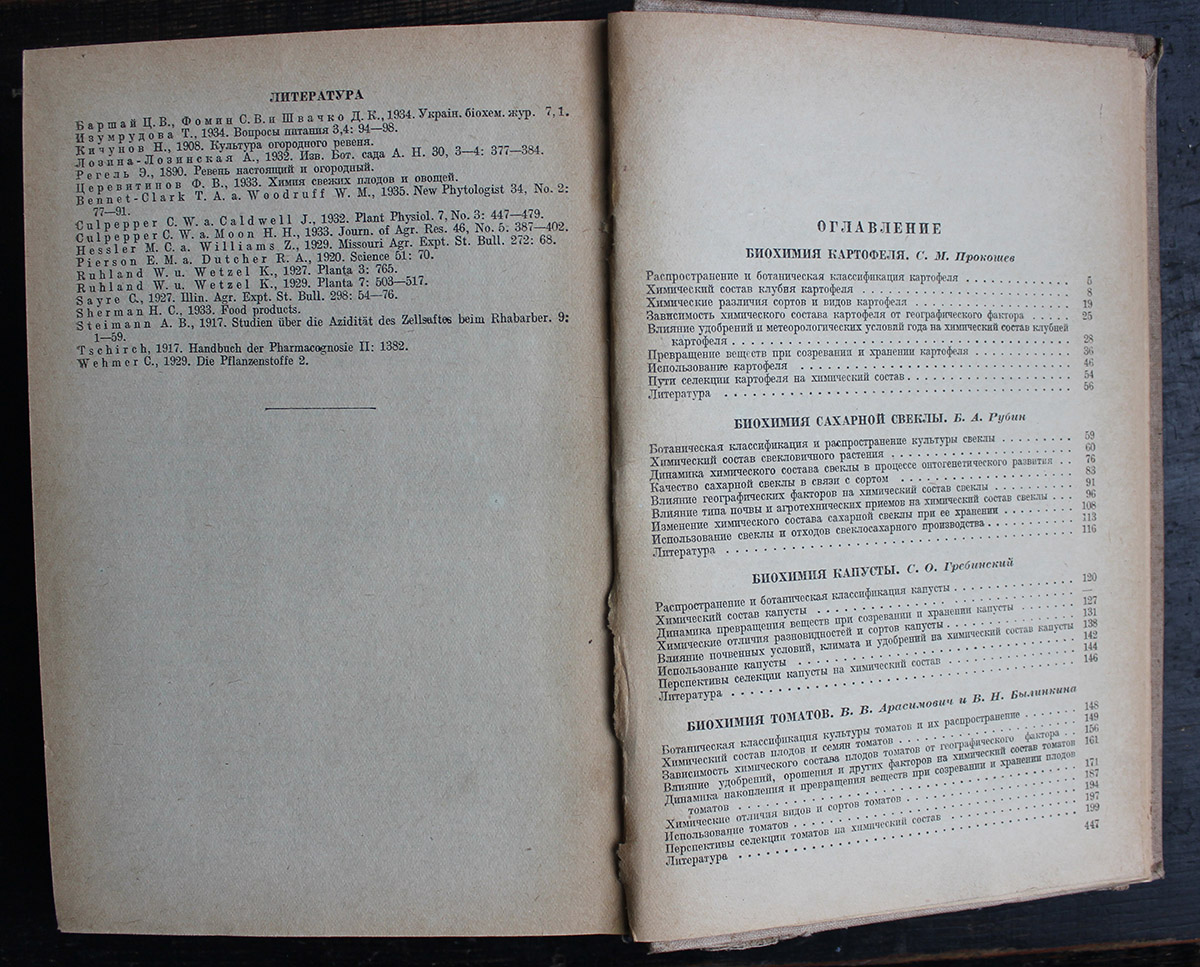 ЛИТЕРАТУРА
Баршай Ц. В., Фомин С. В. и Швачко Д. К., 1934. Украін. біохем. жур. 7,1.
Изумрудова Т., 1934. Вопросы питания 3,4: 94—98.
Кичунов Н., 1908. Культура огородного ревеня.
Лозина-Лозинская А., 1932. Изв. Бот. сада А. Н. 30, 3—4: 377—384.
Регель Э., 1890. Ревень настоящий и огородный.
Церевитинов Ф. В., 1933. Химия свежих плодов и овощей.
Bennet-Clark T. A. a. Woodruff W. M., 1935. New Phytologist 34, No. 2:
77—91.
Culpepper C. W. a. Caldwell J., 1932. Plant Physiol. 7, No. 3: 447—479.
Culpepper C. W. a. Moon H. H., 1933. Journ. of Agr. Res. 46, No. 5: 387—402.
Hessler M. C. a. Williams Z., 1929. Missouri Agr. Expt. St. Bull. 272: 68.
Pierson E. M. a. Dutcher R. A., 1920. Science 51: 70.
Ruhland W. u. Wetzel K., 1927. Planta 3: 765.
Ruhland W. u. Wetzel K., 1929. Planta 7: 503—517.
Sayre C., 1927. Illin. Agr. Expt. St. Bull. 298: 54—76.
Sherman H. C., 1933. Food products.
Steimann A. B., 1917. Studien über die Azidität des Zellsaftes beim Rhabarber. 9:
1—59.
Tschirch, 1917. Handbuch der Pharmacognosie II: 1382.
Wehmer C., 1929. Die Pflanzenstoffe 2.
ОГЛАВЛЕНИЕ
БИОХИМИЯ КАРТОФЕЛЯ. С. М. Прокошев
Распространение и ботаническая классификация картофеля . . . 5
Химический состав клубня картофеля . . . 8
Химические различия сортов и видов картофеля . . . 19
Зависимость химического состава картофеля от географического фактора . . . 25
Влияние удобрений и метеорологических условий года на химический состав клубней
картофеля . . . 28
Превращение веществ при созревании и хранении картофеля . . . 36
Использование картофеля . . . 46
Пути селекции картофеля на химический состав . . . 54
Литература . . . 56
БИОХИМИЯ САХАРНОЙ СВЕКЛЫ. Б. А. Рубин
Ботаническая классификация и распространение культуры свеклы . . . 59
Химический состав свекловичного растения . . . 60
Динамика химического состава свеклы в процессе онтогенетического развития . . 76
Качество сахарной свеклы в связи с сортом . . . 83
Влияние географических факторов на химический состав свеклы . . . 91
Влияние типа почвы и агротехнических приемов на химический состав свеклы . . . 96
Изменение химического состава сахарной свеклы при ее хранении . . . 108
Использование свеклы и отходов свеклосахарного производства . . . 113
Литература . . . 116
БИОХИМИЯ КАПУСТЫ. С. О. Гребинский
Распространение и ботаническая классификация капусты . . . 120
Химический состав капусты . . . —
Динамика превращения веществ при созревании и хранении капусты . . . 127
Химические отличия разновидностей и сортов капусты . . . 131
Влияние почвенных условий, климата и удобрений на химический состав капусты 138
Использование капусты . . . 142
Перспективы селекции капусты на химический состав . . . 144
Литература . . . 146
БИОХИМИЯ ТОМАТОВ. В. В. Арасимович и В. Н. Былинкина
Ботаническая классификация культуры томатов и их распространение . . . 148
Химический состав плодов и семян томатов . . . 149
Зависимость химического состава плодов томатов от географического фактора . . 156
Влияние удобрений, орошения и других факторов на химический состав томатов 161
Динамика накопления и превращения веществ при созревании и хранении плодов
томатов . . . 171
Химические отличия видов и сортов томатов . . . 187
Использование томатов . . . 194
Перспективы селекции томатов на химический состав . . . 197
Литература . . . 199
447